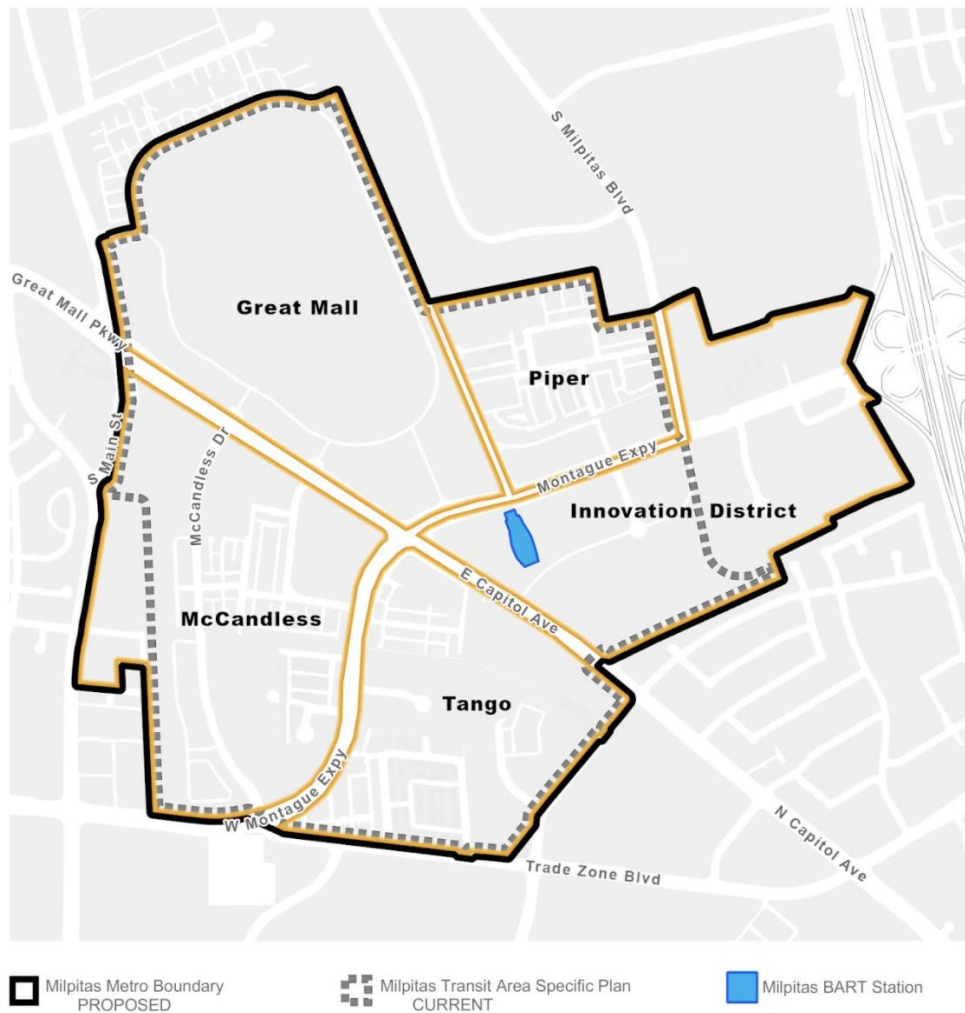 S Milpitas Blvd
Great Mall Pkwy
Great Mall
Piper
S Main St
McCandless Dr
Montague Expy
Innovation District
E Capitol Ave
McCandless
Tango
W Montague Expy
N Capitol Ave
Trade Zone Blvd
Milpitas Metro Boundary
PROPOSED
Milpitas Transit Area Specific Plan
CURRENT
Milpitas BART Station